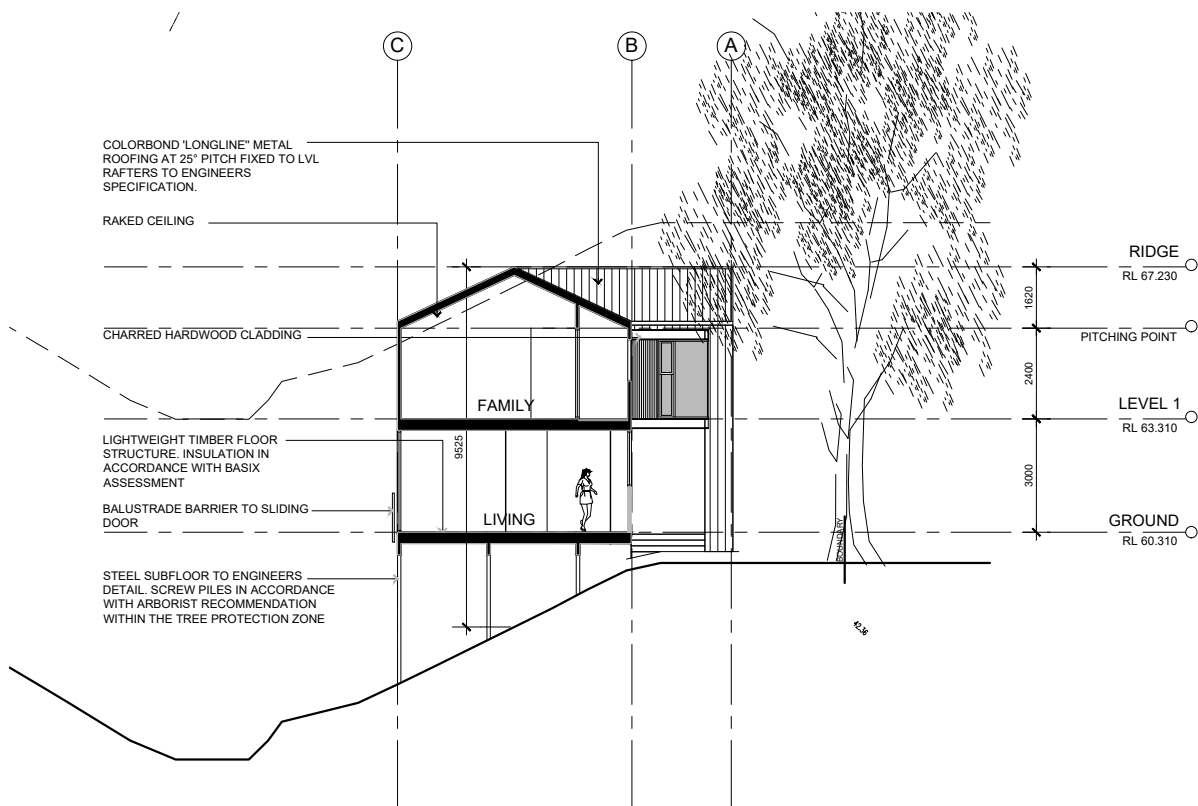 C
B
A
COLORBOND 'LONGLINE" METAL
ROOFING AT 25° PITCH FIXED TO LVL
RAFTERS TO ENGINEERS
SPECIFICATION.
RAKED CEILING
CHARRED HARDWOOD CLADDING
LIGHTWEIGHT TIMBER FLOOR
STRUCTURE. INSULATION IN
ACCORDANCE WITH BASIX
ASSESSMENT
BALUSTRADE BARRIER TO SLIDING
DOOR
STEEL SUBFLOOR TO ENGINEERS
DETAIL. SCREW PILES IN ACCORDANCE
WITH ARBORIST RECOMMENDATION
WITHIN THE TREE PROTECTION ZONE
FAMILY
LIVING
9525
BOUNDARY
42.36
1620
2400
3000
RIDGE
RL 67.230
PITCHING POINT
LEVEL 1
RL 63.310
GROUND
RL 60.310